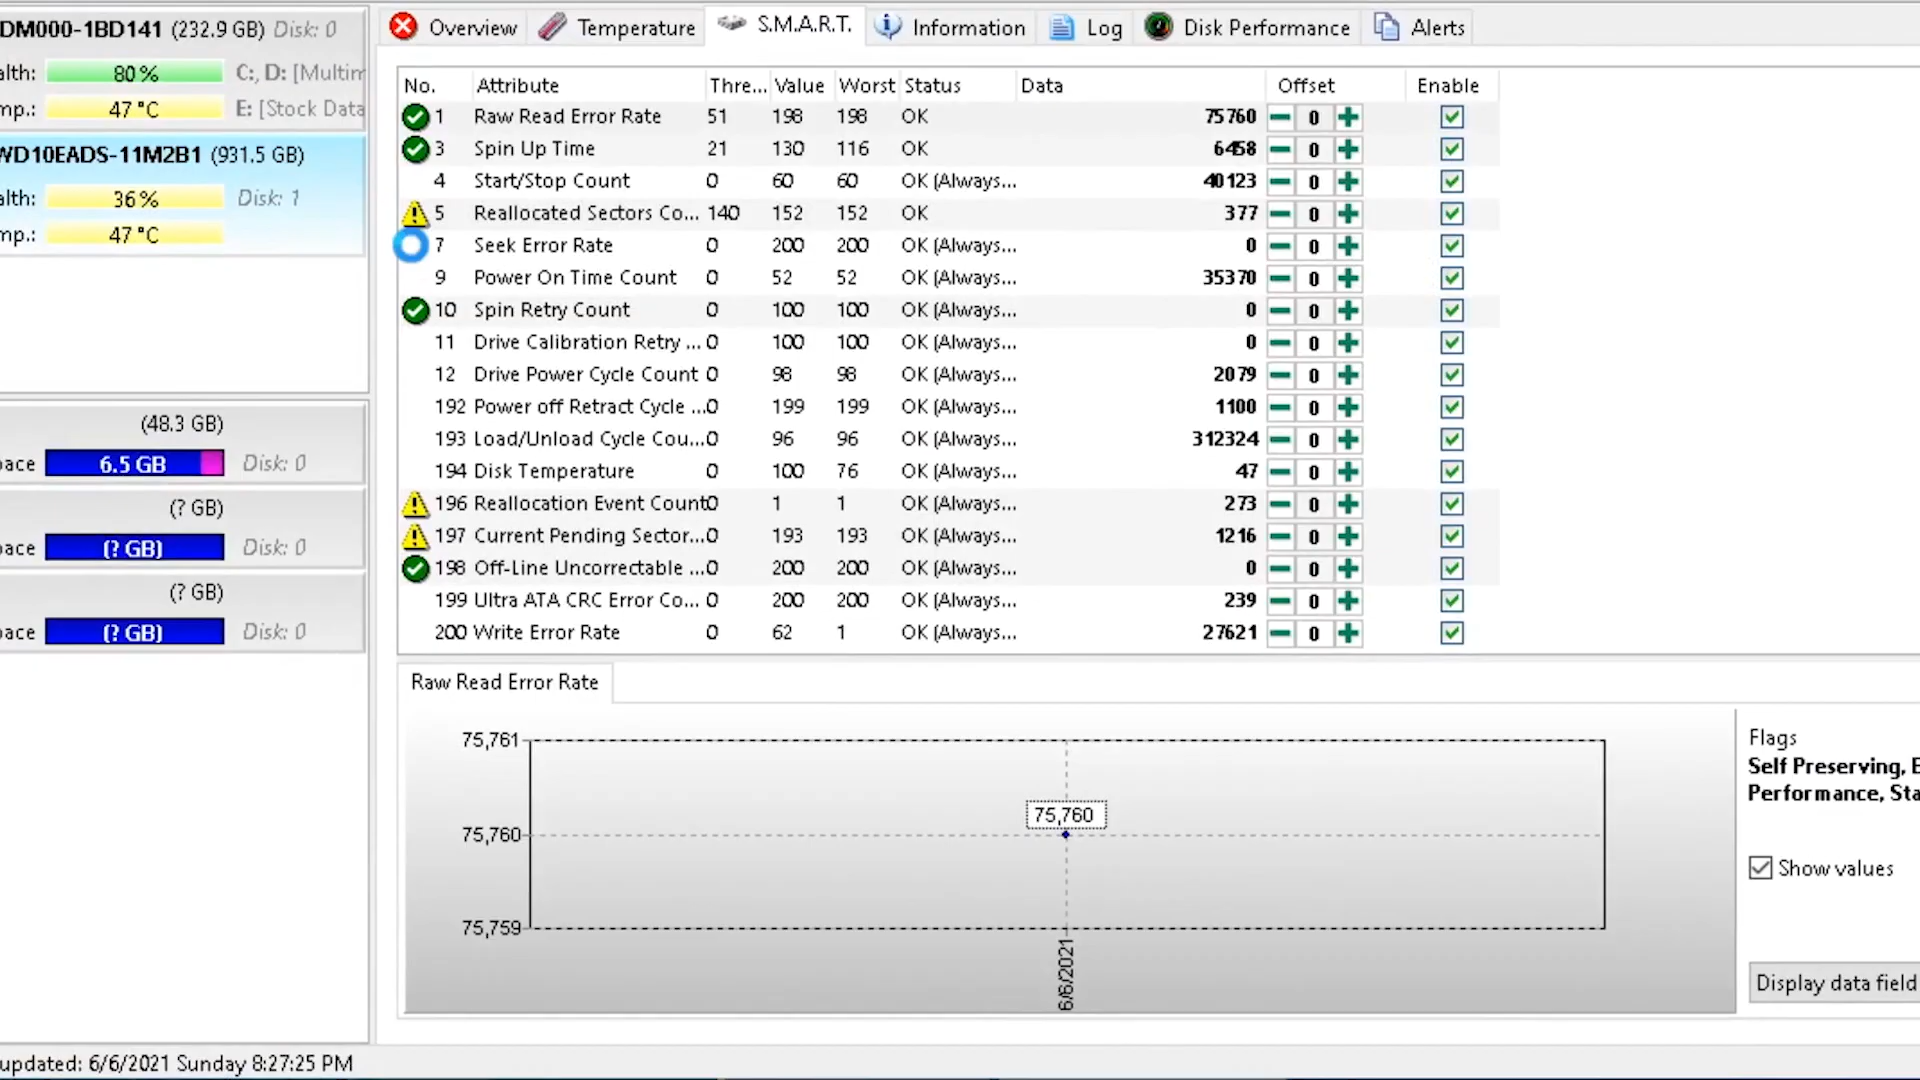 DM000-1BD141 (232.9 GB) Disk: 0
alth: 80 % C:, D: [Multim
mp.: 47 °C E: [Stock Data
WD10EADS-11M2B1 (931.5 GB)
alth: 36 % Disk: 1
mp.: 47 °C
(48.3 GB)
pace 6.5 GB Disk: 0
(? GB)
pace (? GB) Disk: 0
(? GB)
pace (? GB) Disk: 0
Overview Temperature S.M.A.R.T. Information Log Disk Performance Alerts
No. Attribute Thre... Value Worst Status Data Offset Enable
1 Raw Read Error Rate 51 198 198 OK 75760 0
3 Spin Up Time 21 130 116 OK 6458 0
4 Start/Stop Count 0 60 60 OK (Always... 40123 0
5 Reallocated Sectors Co... 140 152 152 OK 377 0
7 Seek Error Rate 0 200 200 OK (Always... 0 0
9 Power On Time Count 0 52 52 OK (Always... 35370 0
10 Spin Retry Count 0 100 100 OK (Always... 0 0
11 Drive Calibration Retry ... 0 100 100 OK (Always... 0 0
12 Drive Power Cycle Count 0 98 98 OK (Always... 2079 0
192 Power off Retract Cycle ... 0 199 199 OK (Always... 1100 0
193 Load/Unload Cycle Cou... 0 96 96 OK (Always... 312324 0
194 Disk Temperature 0 100 76 OK (Always... 47 0
196 Reallocation Event Count 0 1 1 OK (Always... 273 0
197 Current Pending Sector... 0 193 193 OK (Always... 1216 0
198 Off-Line Uncorrectable ... 0 200 200 OK (Always... 0 0
199 Ultra ATA CRC Error Co... 0 200 200 OK (Always... 239 0
200 Write Error Rate 0 62 1 OK (Always... 27621 0
Raw Read Error Rate
75,761
75,760
75,760
75,759
6/6/2021
Flags
Self Preserving, E
Performance, Sta
Show values
Display data field
updated: 6/6/2021 Sunday 8:27:25 PM